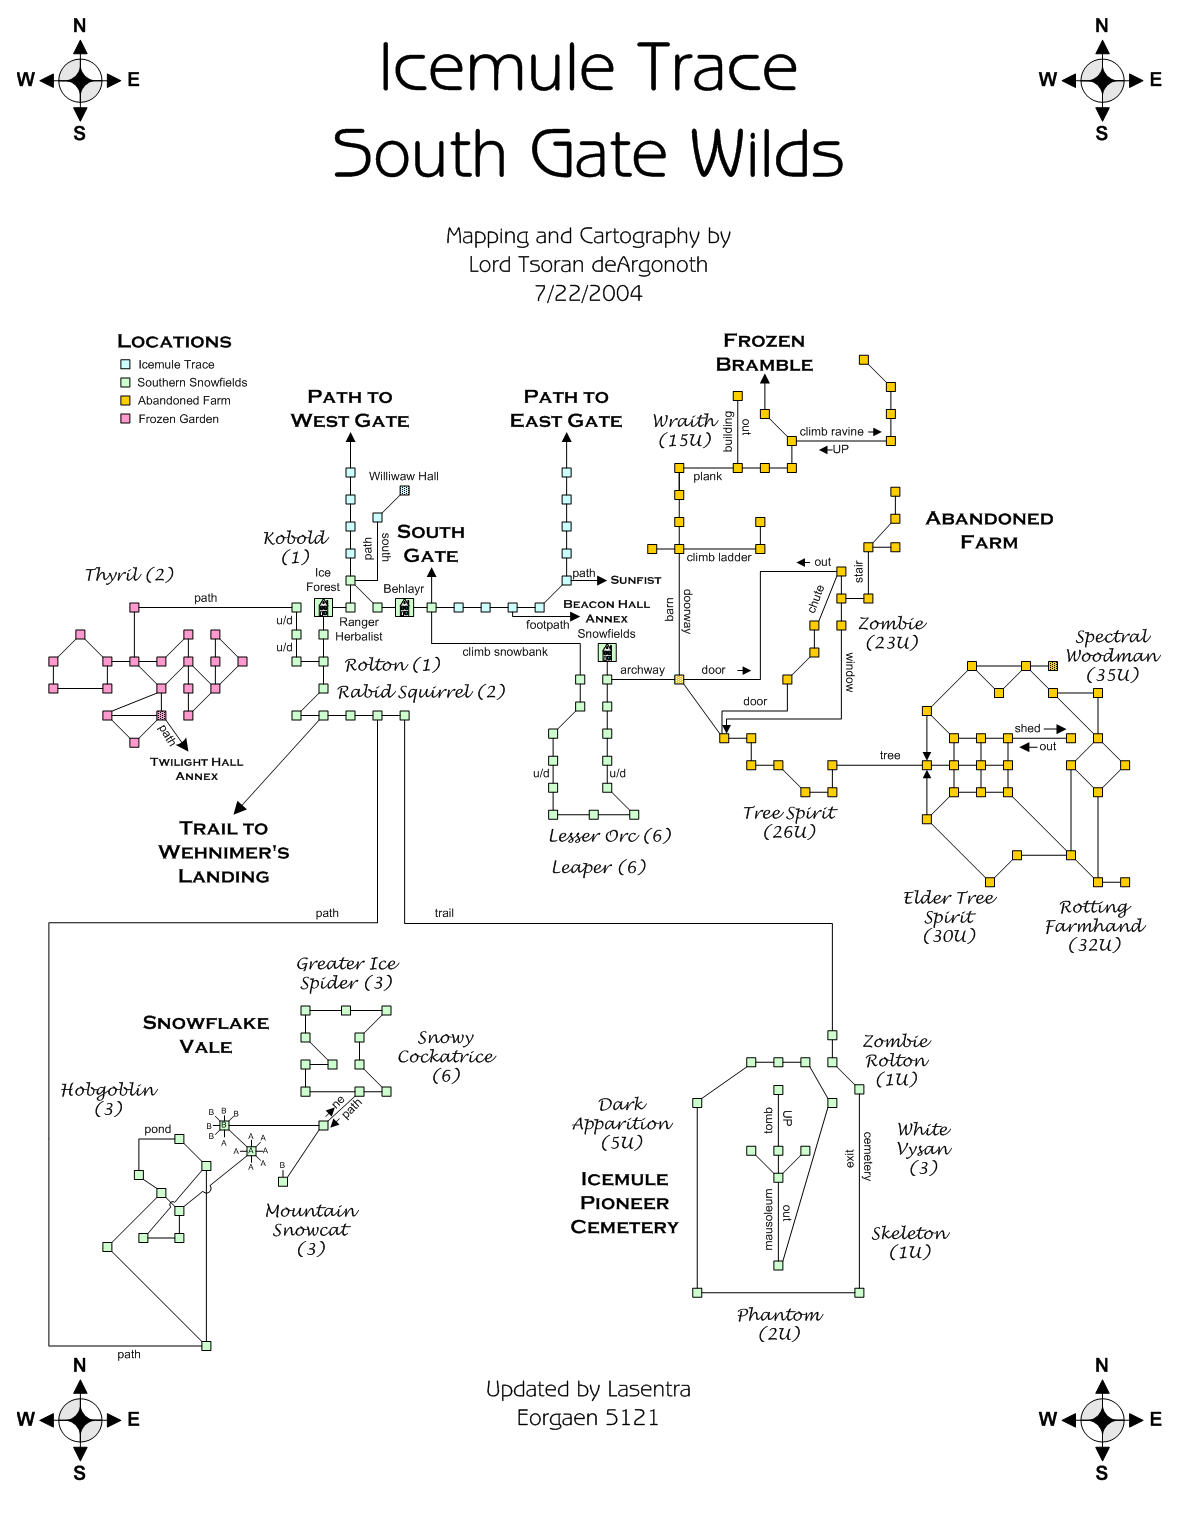 N
W E
S
N
W E
S
Icemule Trace
South Gate Wilds
Mapping and Cartography by
Lord Tsoran deArgonoth
7/22/2004
LOCATIONS
Icemule Trace
Southern Snowfields
Abandoned Farm
Frozen Garden
PATH TO
WEST GATE
PATH TO
EAST GATE
FROZEN
BRAMBLE
Wraith
(15U)
building
out
climb ravine
UP
plank
Williwaw Hall
Kobold
(1)
path
south
SOUTH
GATE
ABANDONED
FARM
Thyril (2)
path
Ice
Forest
Behlayr
Ranger
Herbalist
path
SUNFIST
BEACON HALL
ANNEX
footpath
Snowfields
climb snowbank
climb ladder
out
stair
chute
barn
doorway
Zombie
(23U)
window
u/d
u/d
Rolton (1)
Rabid Squirrel (2)
archway
door
door
Spectral
Woodman
(35U)
path
TWILIGHT HALL
ANNEX
shed
out
tree
u/d
u/d
TRAIL TO
WEHNIMER'S
LANDING
Tree Spirit
(26U)
Lesser Orc (6)
Leaper (6)
Elder Tree
Spirit
(30U)
Rotting
Farmhand
(32U)
path
trail
Greater Ice
Spider (3)
SNOWFLAKE
VALE
Snowy
Cockatrice
(6)
Hobgoblin
(3)
ne
path
pond
B
B
B
B
B
B
A
A
A
A
A
A
A
A
B
Mountain
Snowcat
(3)
Zombie
Rolton
(1U)
Dark
Apparition
(5U)
tomb
UP
White
Vysan
(3)
exit
cemetery
ICEMULE
PIONEER
CEMETERY
mausoleum
out
Skeleton
(1U)
Phantom
(2U)
path
N
W E
S
Updated by Lasentra
Eorgaen 5121
N
W E
S